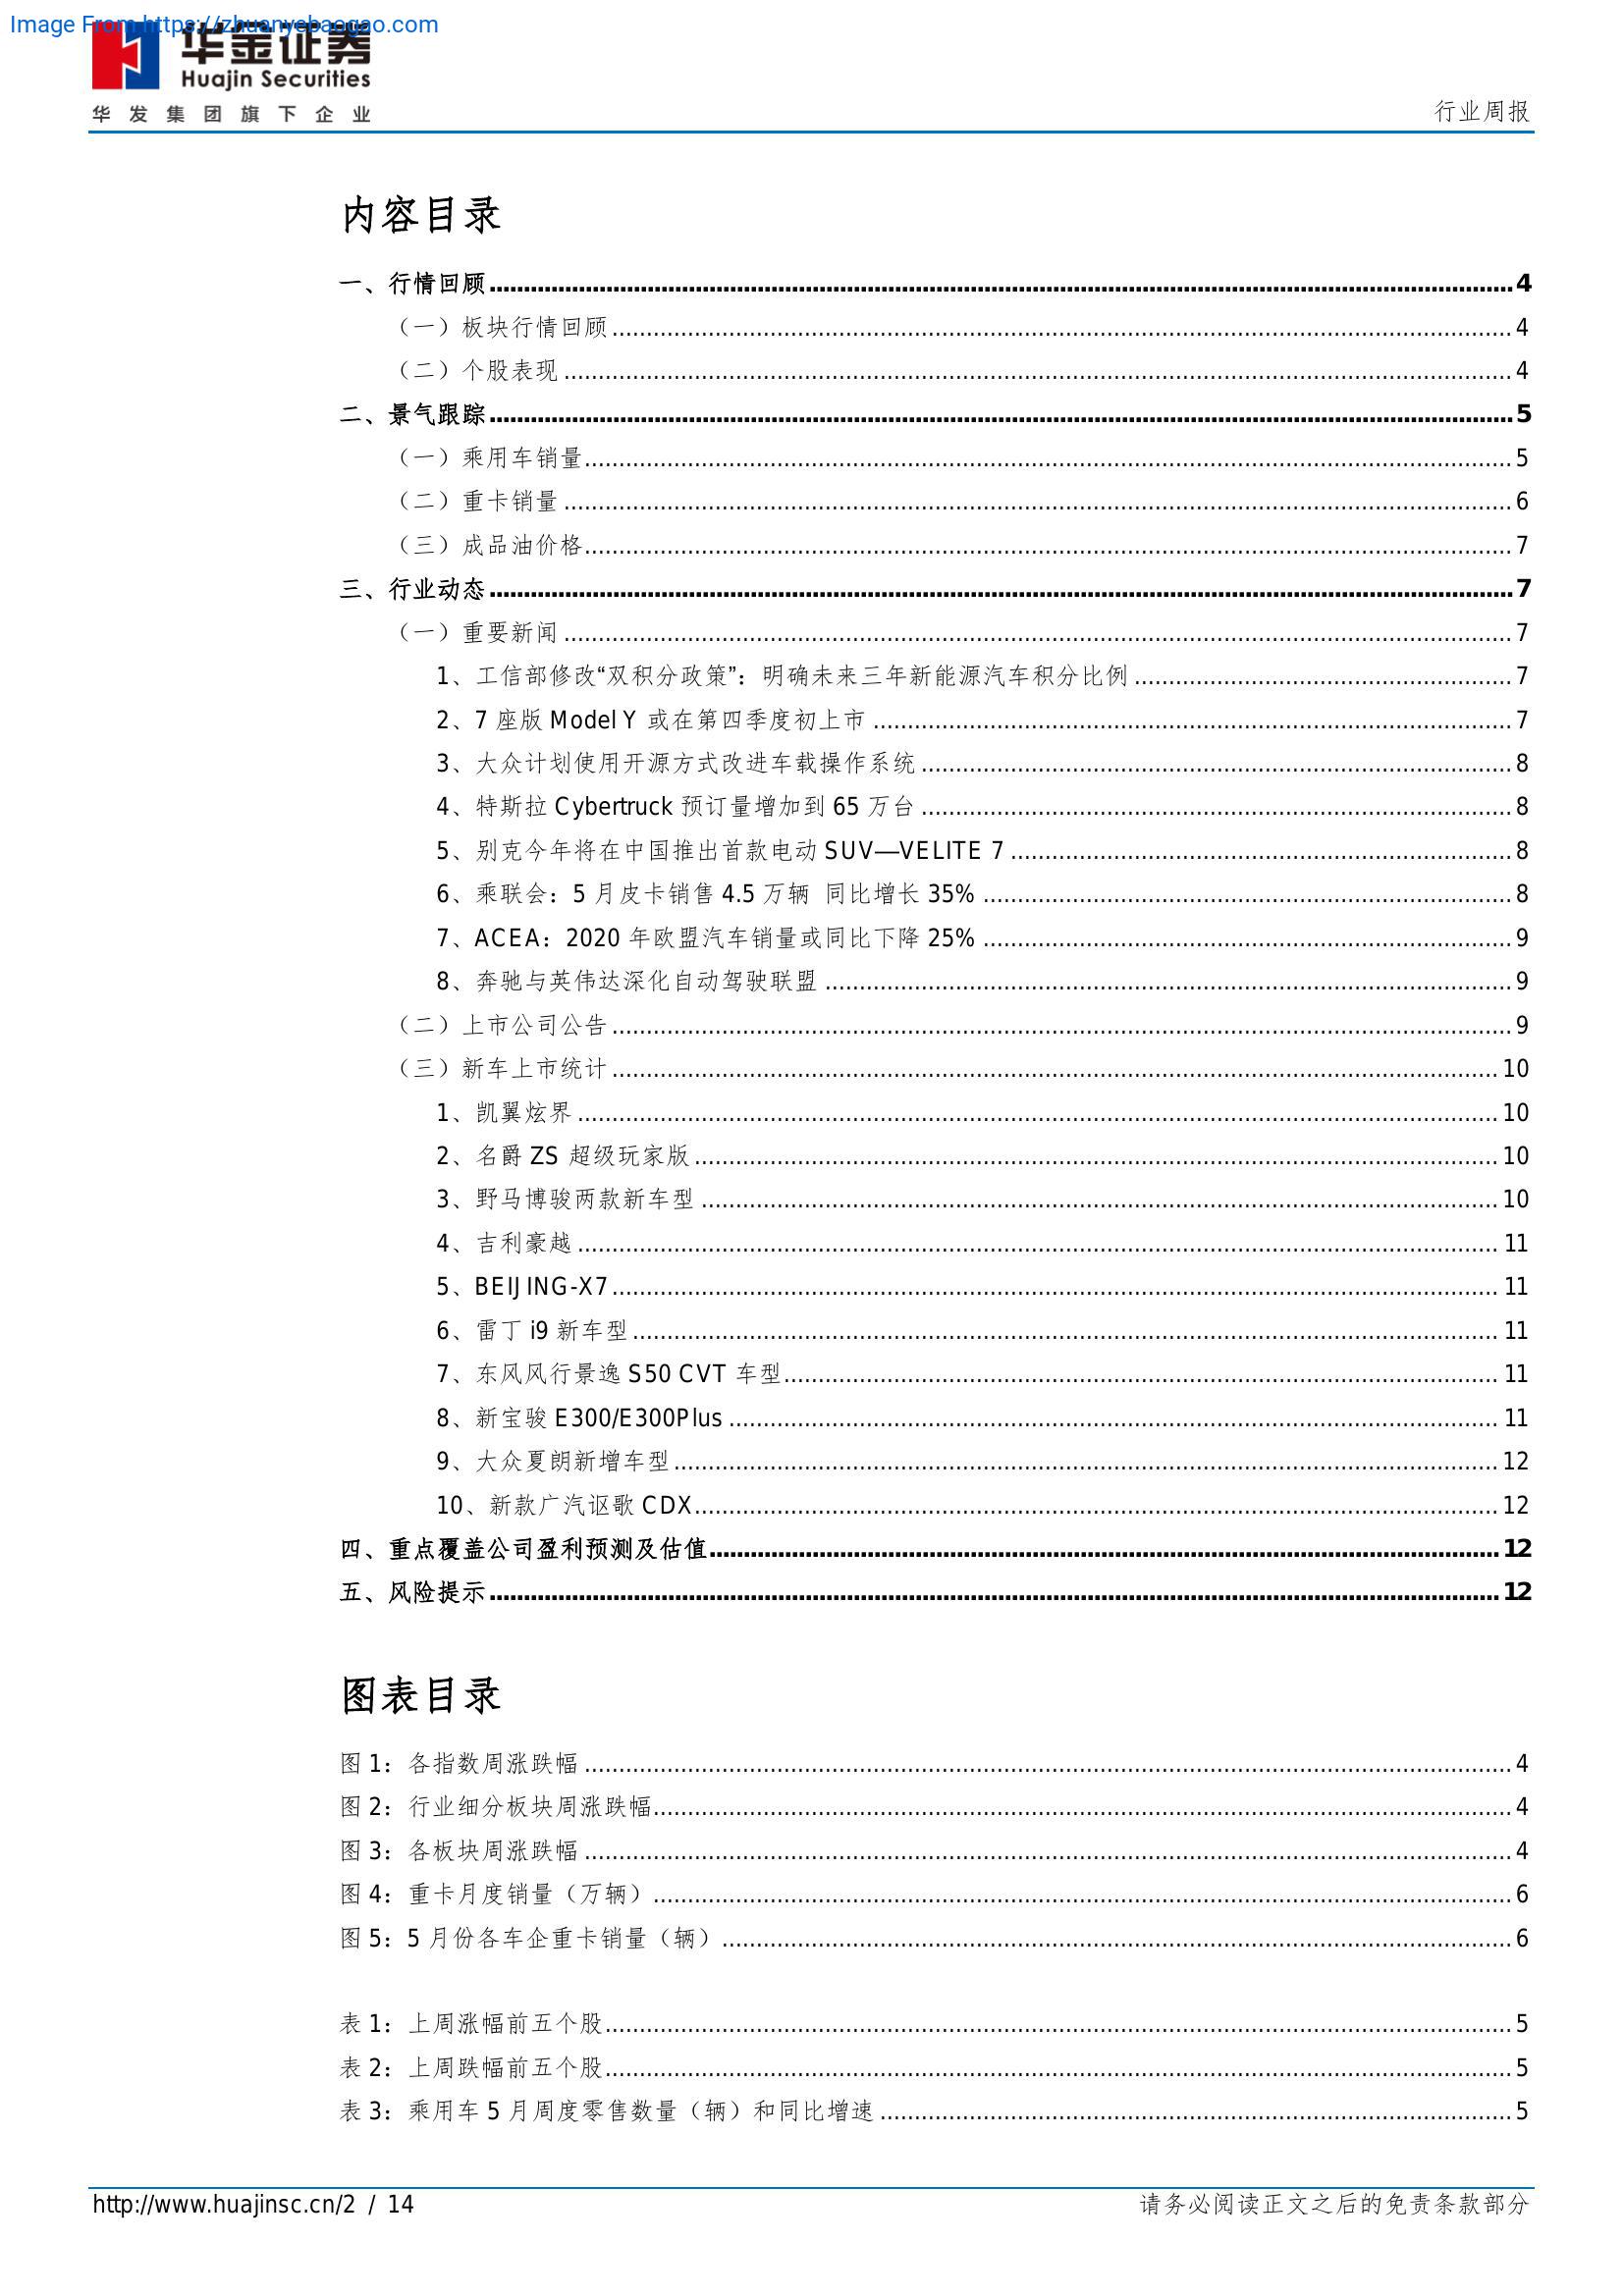 Image From https://zhuanyebaogao.com
华金证券
Huajin Securities
华发集团旗下企业
行业周报
内容目录
一、行情回顾 4
（一）板块行情回顾 4
（二）个股表现 4
二、景气跟踪 5
（一）乘用车销量 5
（二）重卡销量 6
（三）成品油价格 7
三、行业动态 7
（一）重要新闻 7
1、工信部修改“双积分政策”：明确未来三年新能源汽车积分比例 7
2、7 座版 Model Y 或在第四季度初上市 7
3、大众计划使用开源方式改进车载操作系统 8
4、特斯拉 Cybertruck 预订量增加到 65 万台 8
5、别克今年将在中国推出首款电动 SUV—VELITE 7 8
6、乘联会：5 月皮卡销售 4.5 万辆 同比增长 35% 8
7、ACEA：2020 年欧盟汽车销量或同比下降 25% 9
8、奔驰与英伟达深化自动驾驶联盟 9
（二）上市公司公告 9
（三）新车上市统计 10
1、凯翼炫界 10
2、名爵 ZS 超级玩家版 10
3、野马博骏两款新车型 10
4、吉利豪越 11
5、BEIJING-X7 11
6、雷丁 i9 新车型 11
7、东风风行景逸 S50 CVT 车型 11
8、新宝骏 E300/E300Plus 11
9、大众夏朗新增车型 12
10、新款广汽讴歌 CDX 12
四、重点覆盖公司盈利预测及估值 12
五、风险提示 12
图表目录
图 1：各指数周涨跌幅 4
图 2：行业细分板块周涨跌幅 4
图 3：各板块周涨跌幅 4
图 4：重卡月度销量（万辆） 6
图 5：5 月份各车企重卡销量（辆） 6
表 1：上周涨幅前五个股 5
表 2：上周跌幅前五个股 5
表 3：乘用车 5 月周度零售数量（辆）和同比增速 5
http://www.huajinsc.cn/2 / 14
请务必阅读正文之后的免责条款部分